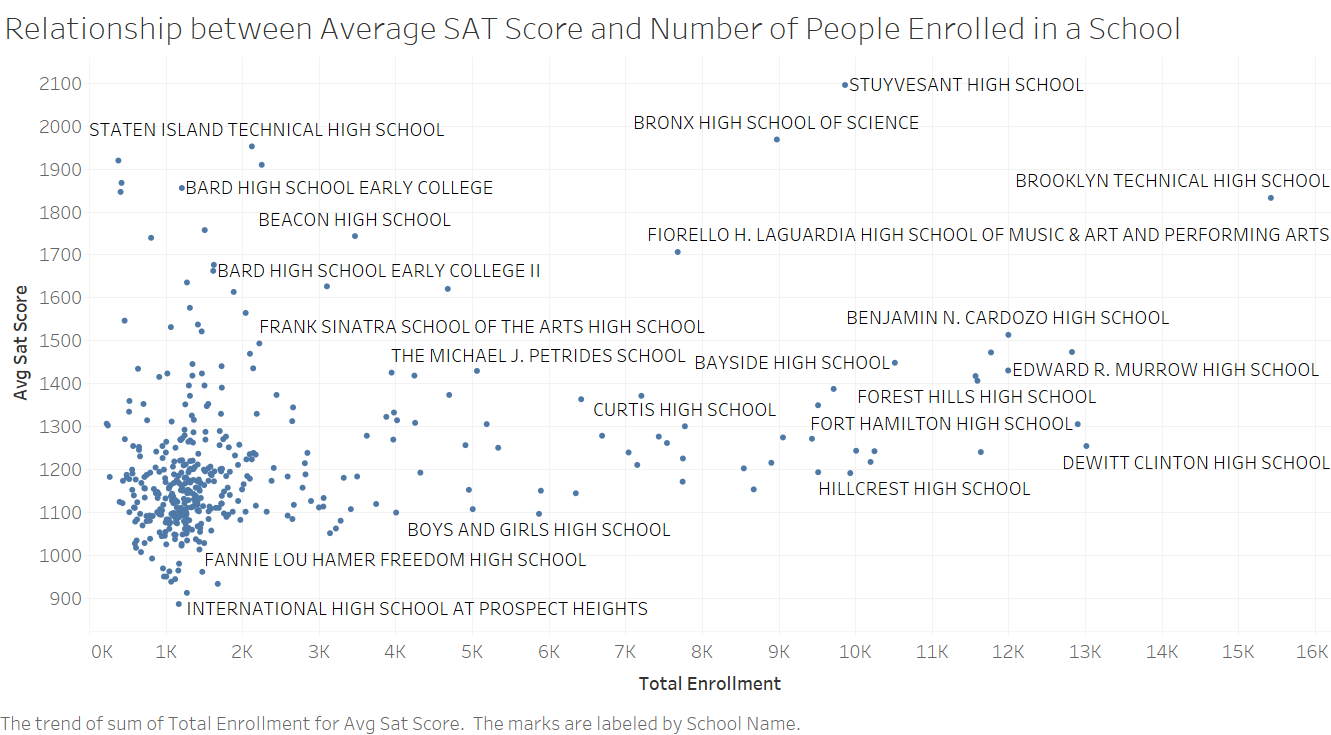 Relationship between Average SAT Score and Number of People Enrolled in a School
2100
2000
1900
1800
1700
1600
1500
1400
1300
1200
1100
1000
900
Avg Sat Score
STUYVESANT HIGH SCHOOL
BRONX HIGH SCHOOL OF SCIENCE
STATEN ISLAND TECHNICAL HIGH SCHOOL
BROOKLYN TECHNICAL HIGH SCHOOL
BARD HIGH SCHOOL EARLY COLLEGE
BEACON HIGH SCHOOL
FIORELLO H. LAGUARDIA HIGH SCHOOL OF MUSIC & ART AND PERFORMING ARTS
BARD HIGH SCHOOL EARLY COLLEGE II
BENJAMIN N. CARDOZO HIGH SCHOOL
FRANK SINATRA SCHOOL OF THE ARTS HIGH SCHOOL
THE MICHAEL J. PETRIDES SCHOOL
BAYSIDE HIGH SCHOOL
EDWARD R. MURROW HIGH SCHOOL
FOREST HILLS HIGH SCHOOL
CURTIS HIGH SCHOOL
FORT HAMILTON HIGH SCHOOL
DEWITT CLINTON HIGH SCHOOL
HILLCREST HIGH SCHOOL
BOYS AND GIRLS HIGH SCHOOL
FANNIE LOU HAMER FREEDOM HIGH SCHOOL
INTERNATIONAL HIGH SCHOOL AT PROSPECT HEIGHTS
0K 1K 2K 3K 4K 5K 6K 7K 8K 9K 10K 11K 12K 13K 14K 15K 16K
Total Enrollment
The trend of sum of Total Enrollment for Avg Sat Score. The marks are labeled by School Name.